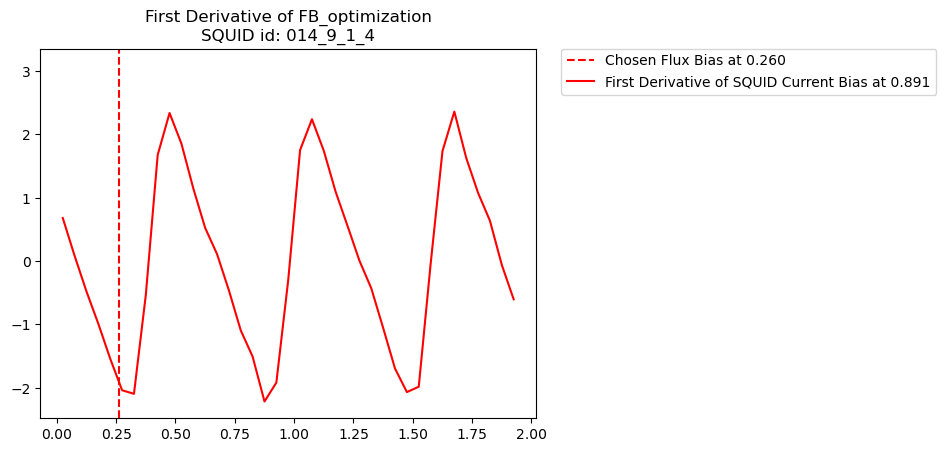 First Derivative of FB_optimization
SQUID id: 014_9_1_4
Chosen Flux Bias at 0.260
First Derivative of SQUID Current Bias at 0.891
3
2
1
0
−1
−2
0.00 0.25 0.50 0.75 1.00 1.25 1.50 1.75 2.00